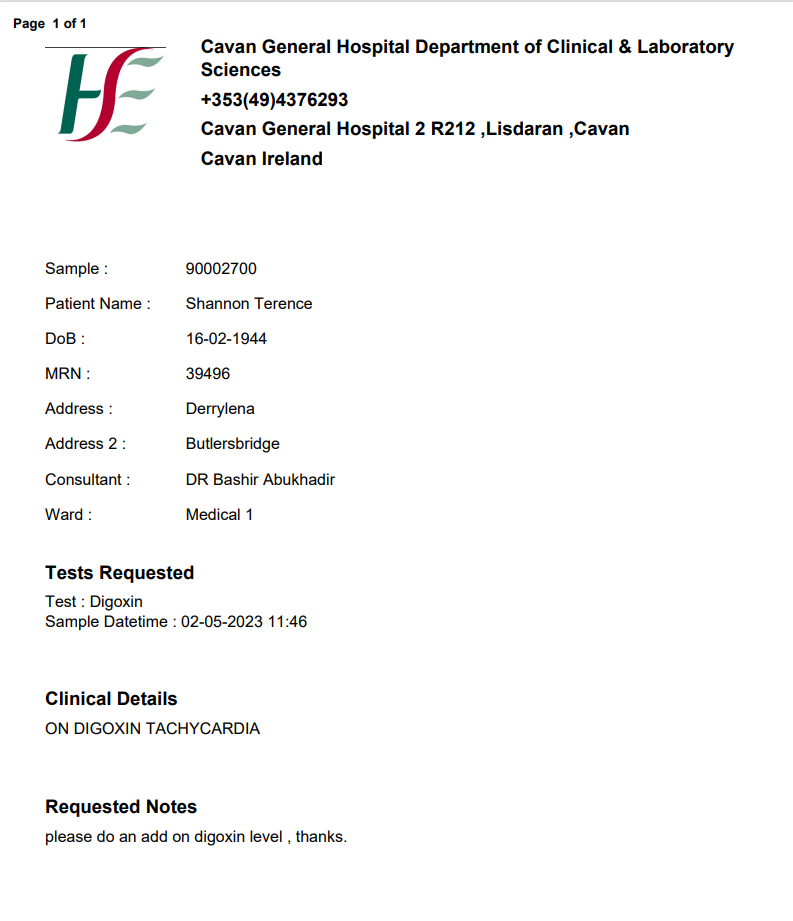 Page 1 of 1
HSE
Cavan General Hospital Department of Clinical & Laboratory
Sciences
+353(49)4376293
Cavan General Hospital 2 R212 ,Lisdaran ,Cavan
Cavan Ireland
Sample : 90002700
Patient Name : Shannon Terence
DoB : 16-02-1944
MRN : 39496
Address : Derrylena
Address 2 : Butlersbridge
Consultant : DR Bashir Abukhadir
Ward : Medical 1
Tests Requested
Test : Digoxin
Sample Datetime : 02-05-2023 11:46
Clinical Details
ON DIGOXIN TACHYCARDIA
Requested Notes
please do an add on digoxin level , thanks.